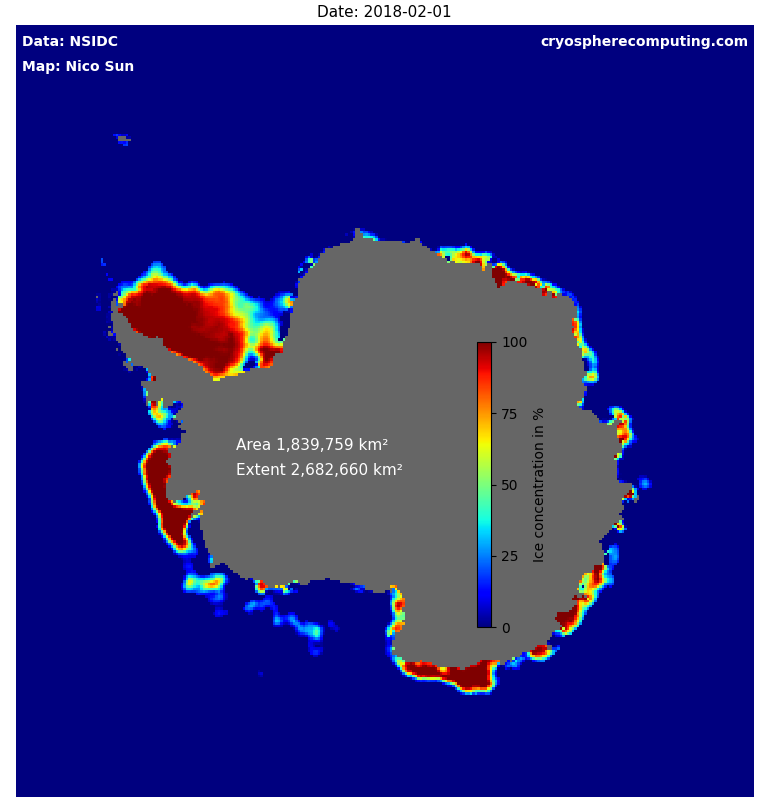 Date: 2018-02-01
Data: NSIDC
cryospherecomputing.com
Map: Nico Sun
100
75
50
25
0
Ice concentration in %
Area 1,839,759 km²
Extent 2,682,660 km²